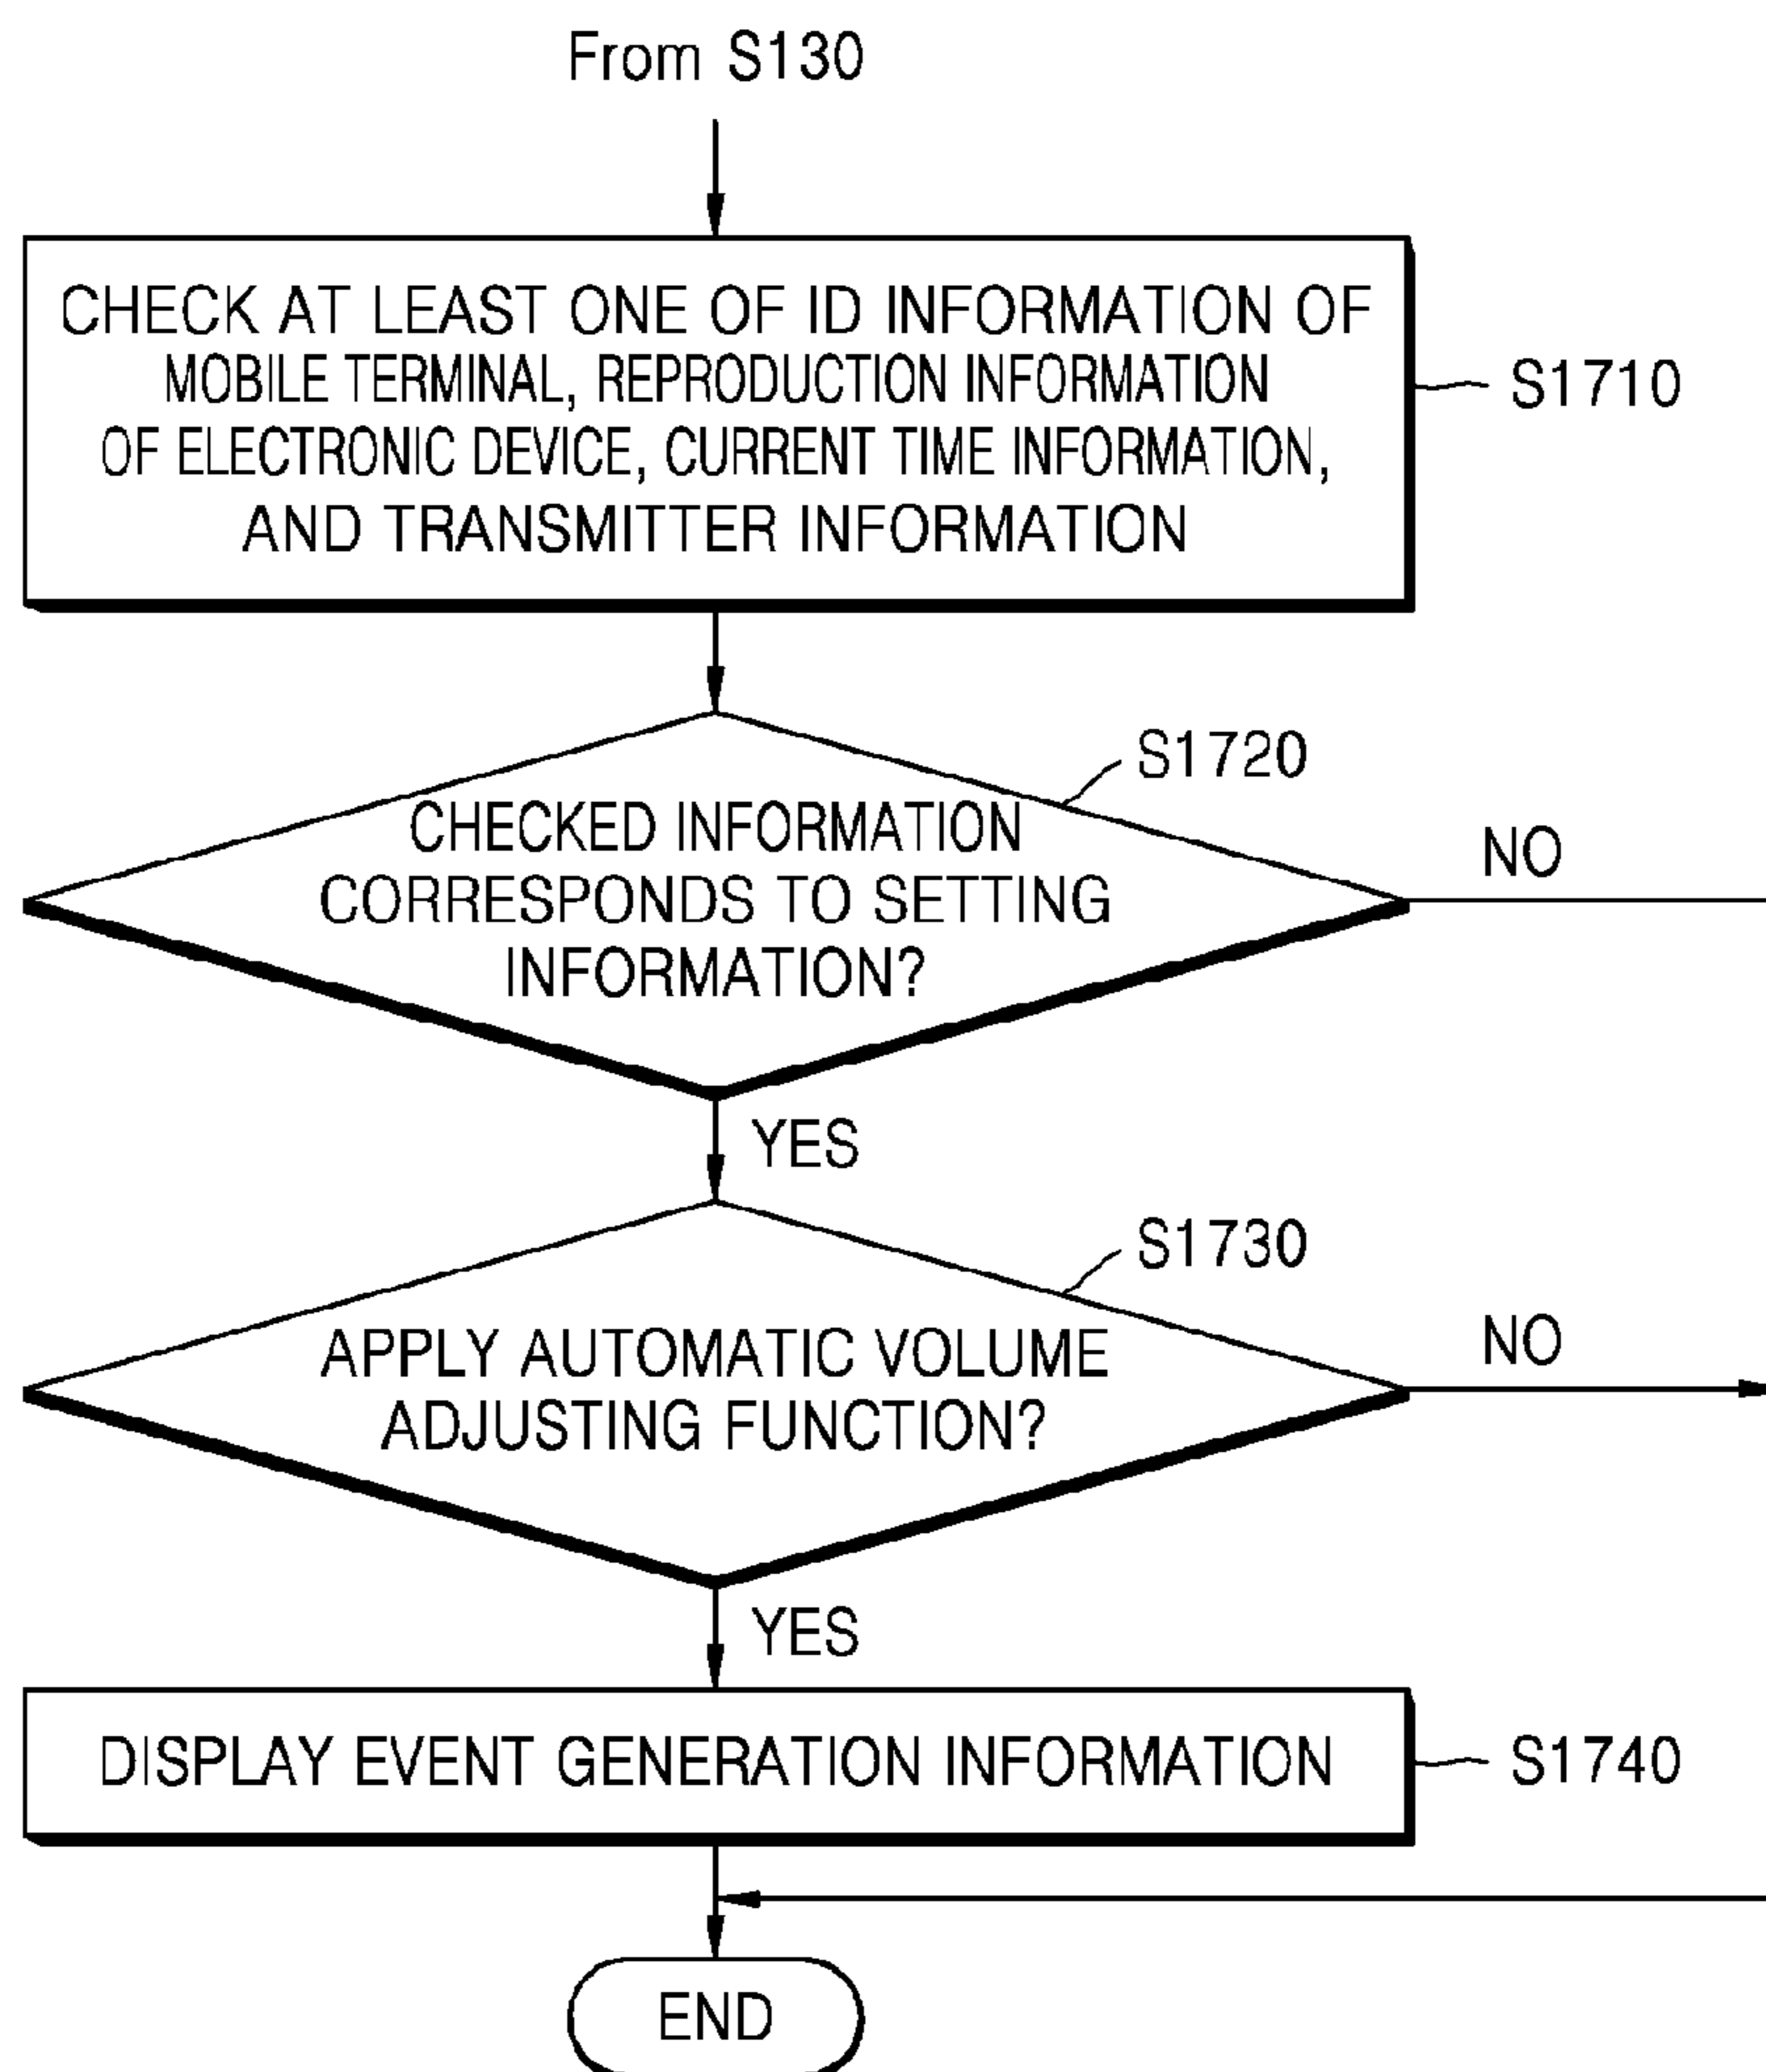 From S130
CHECK AT LEAST ONE OF ID INFORMATION OF
MOBILE TERMINAL, REPRODUCTION INFORMATION
OF ELECTRONIC DEVICE, CURRENT TIME INFORMATION,
AND TRANSMITTER INFORMATION
S1710
S1720
CHECKED INFORMATION
CORRESPONDS TO SETTING
INFORMATION?
NO
YES
S1730
APPLY AUTOMATIC VOLUME
ADJUSTING FUNCTION?
NO
YES
DISPLAY EVENT GENERATION INFORMATION
S1740
END